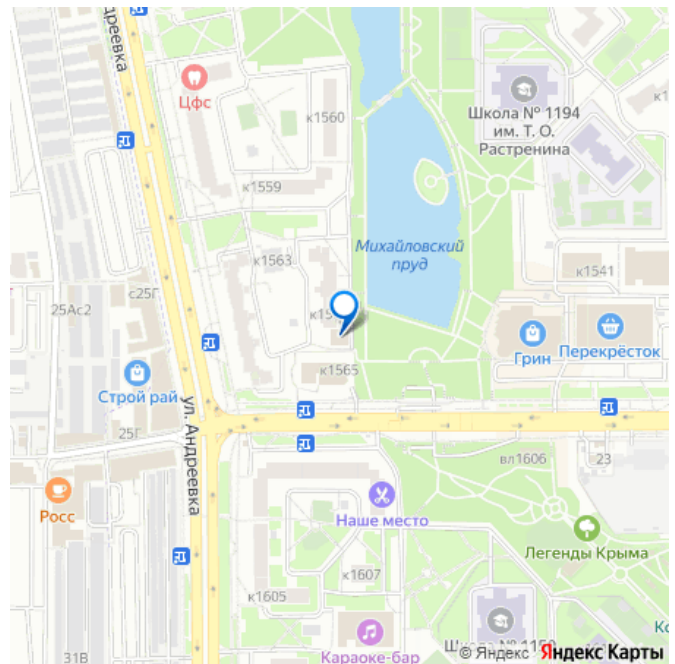 Андреевка
Цфс
к1560
Школа № 1194
им. Т. О.
Растренина
к1559
Михайловский
пруд
к1563
к1541
25Ас2
с25Г
Грин
Перекрёсток
к1565
Строй рай
ул. Андреевка
25Г
вл1606
23
Росс
Наше место
Легенды Крыма
к1607
к1605
31В
Караоке-бар
© Яндекс Яндекс Карты